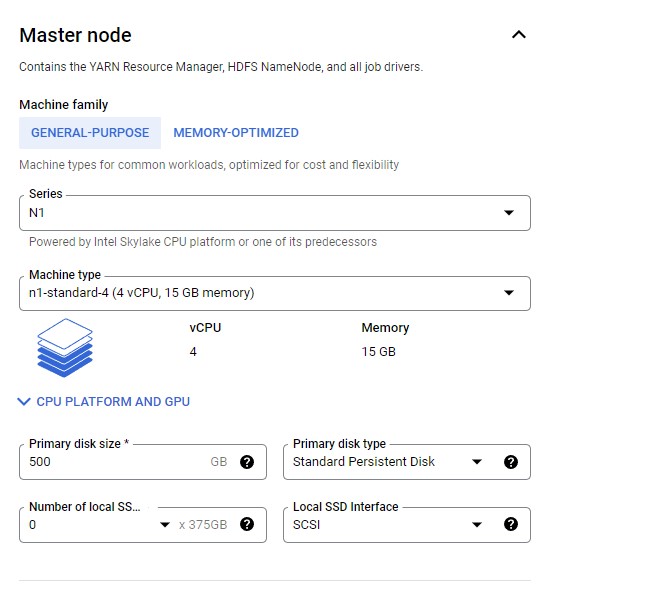 Master node
Contains the YARN Resource Manager, HDFS NameNode, and all job drivers.
Machine family
GENERAL-PURPOSE MEMORY-OPTIMIZED
Machine types for common workloads, optimized for cost and flexibility
Series
N1
Powered by Intel Skylake CPU platform or one of its predecessors
Machine type
n1-standard-4 (4 vCPU, 15 GB memory)
vCPU Memory
4 15 GB
CPU PLATFORM AND GPU
Primary disk size * Primary disk type
500 GB ? Standard Persistent Disk ?
Number of local SS... Local SSD Interface
0 x 375GB ? SCSI ?